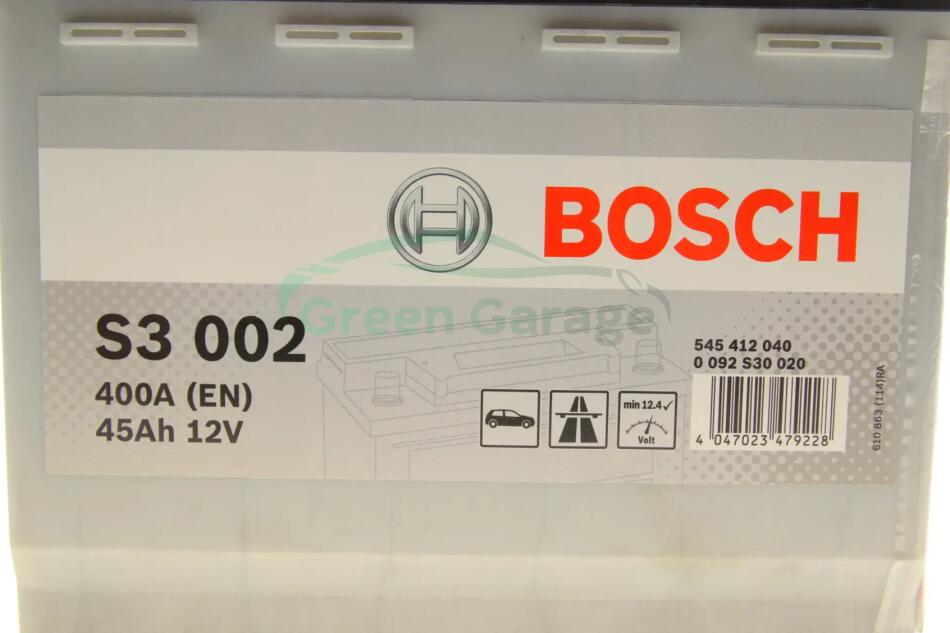 BOSCH
Green Garage
S3 002
400A (EN)
45Ah 12V
min 12.4✓
Volt
545 412 040
0 092 S30 020
4 047023 479228
610 863 (114)RA